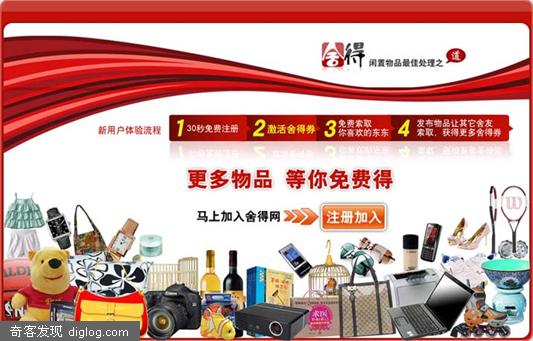 舍得 闲置物品最佳处理之道
新用户体验流程
1 30秒免费注册
2 激活舍得券
3 免费索取
你喜欢的东东
4 发布物品让其它舍友
索取，获得更多舍得券
更多物品 等你免费得
马上加入舍得网
注册加入
W
求医
奇客发现 diglog.com